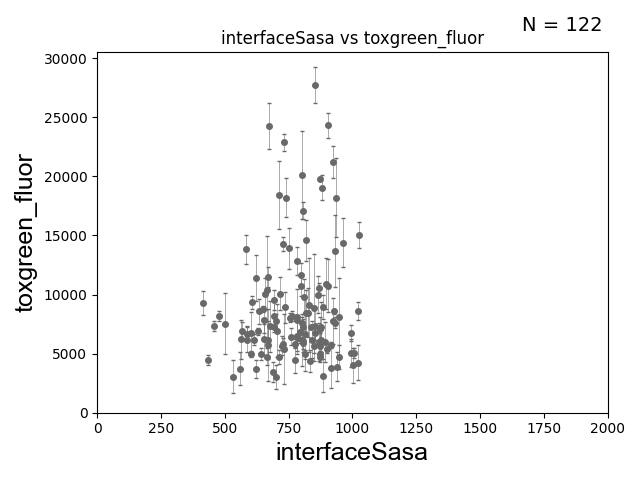 N = 122
interfaceSasa vs toxgreen_fluor
30000
25000
20000
15000
10000
5000
0
toxgreen_fluor
0 250 500 750 1000 1250 1500 1750 2000
interfaceSasa